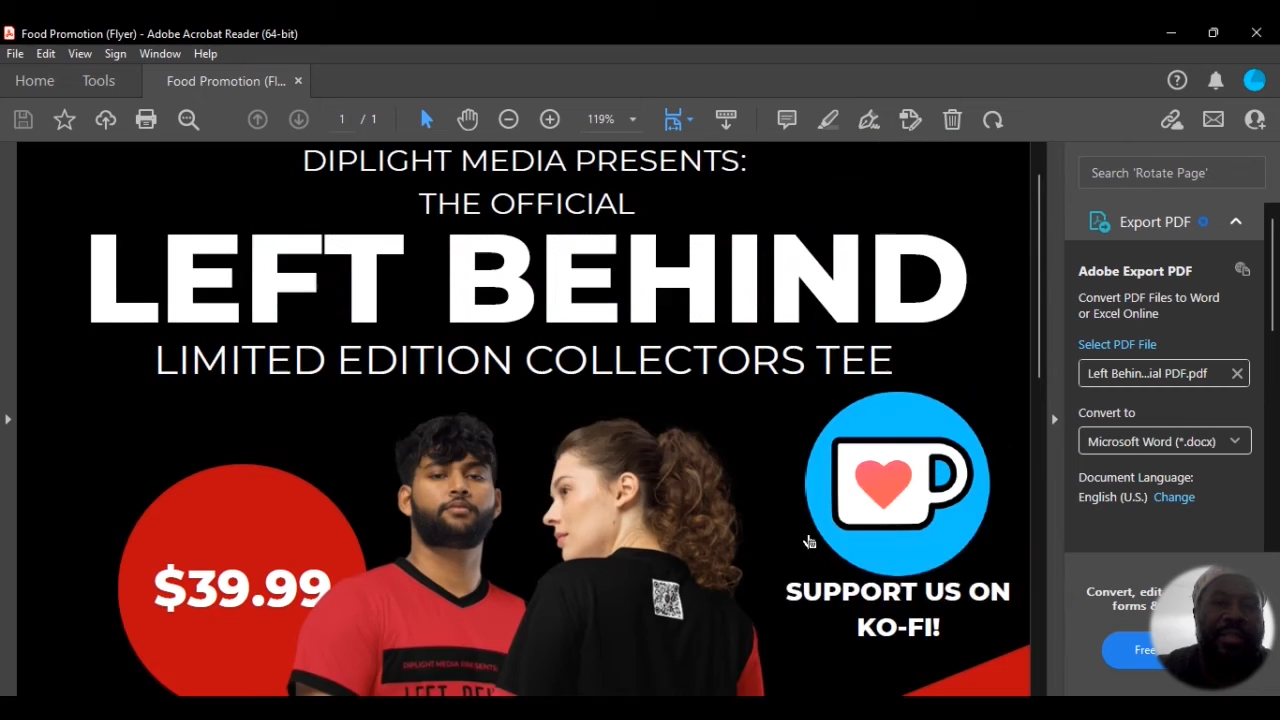 Food Promotion (Flyer) - Adobe Acrobat Reader (64-bit)
File Edit View Sign Window Help
Home Tools Food Promotion (Fl...
1 / 1 119%
DIPLIGHT MEDIA PRESENTS:
THE OFFICIAL
LEFT BEHIND
LIMITED EDITION COLLECTORS TEE
$39.99
SUPPORT US ON
KO-FI!
DIPLIGHT MEDIA PRESENTS:
Search 'Rotate Page'
Export PDF
Adobe Export PDF
Convert PDF Files to Word
or Excel Online
Select PDF File
Left Behin...ial PDF.pdf
Convert to
Microsoft Word (*.docx)
Document Language:
English (U.S.) Change
Convert,
forms &